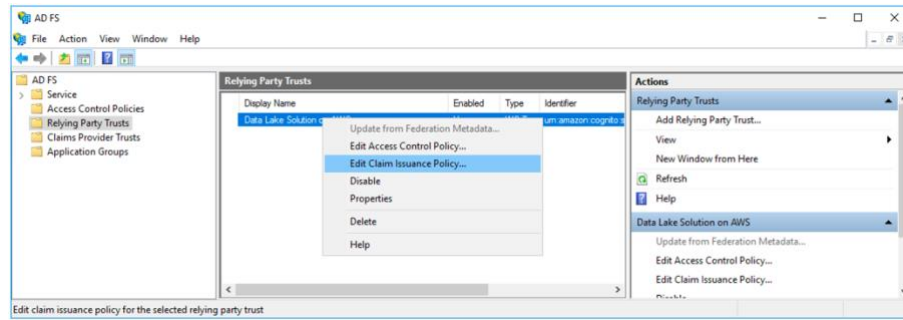 AD FS
File Action View Window Help
AD FS
Service
Access Control Policies
Relying Party Trusts
Claims Provider Trusts
Application Groups
Relying Party Trusts
Display Name Enabled Type Identifier
Data Lake Solution um amazon cognito
Update from Federation Metadata...
Edit Access Control Policy...
Edit Claim Issuance Policy...
Disable
Properties
Delete
Help
Actions
Relying Party Trusts
Add Relying Party Trust...
View
New Window from Here
Refresh
Help
Data Lake Solution on AWS
Update from Federation Metadata...
Edit Access Control Policy...
Edit Claim Issuance Policy...
Edit claim issuance policy for the selected relying party trust